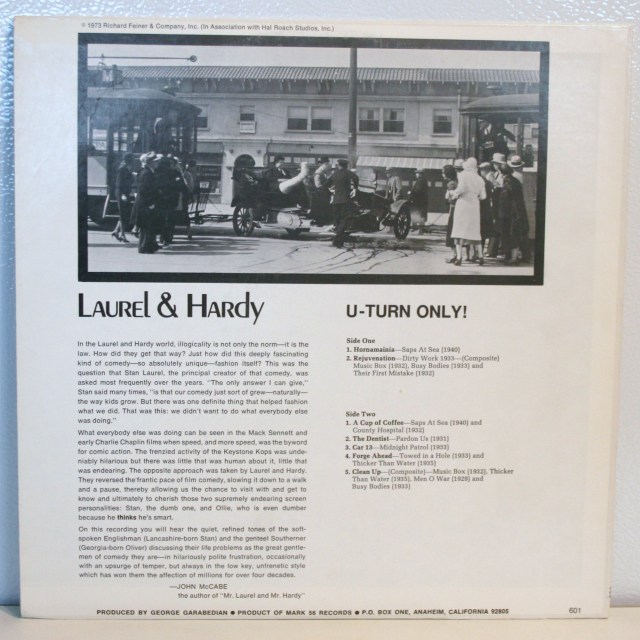 © 1973 Richard Feiner & Company, Inc. (In Association with Hal Roach Studios, Inc.)
Laurel & Hardy
U-TURN ONLY!
In the Laurel and Hardy world, illogicality is not only the norm—it is the
law. How did they get that way? Just how did this deeply fascinating
kind of comedy—so absolutely unique—fashion itself? This was the
question that Stan Laurel, the principal creator of that comedy, was
asked most frequently over the years. "The only answer I can give,"
Stan said many times, "is that our comedy just sort of grew—naturally—
the way kids grow. But there was one definite thing that helped fashion
what we did. That was this: we didn't want to do what everybody else
was doing."
What everybody else was doing can be seen in the Mack Sennett and
early Charlie Chaplin films when speed, and more speed, was the byword
for comic action. The frenzied activity of the Keystone Kops was unde-
niably hilarious but there was little that was human about it, little that
was endearing. The opposite approach was taken by Laurel and Hardy.
They reversed the frantic pace of film comedy, slowing it down to a walk
and a pause, thereby allowing us the chance to visit with and get to
know and ultimately to cherish those two supremely endearing screen
personalities: Stan, the dumb one, and Ollie, who is even dumber
because he thinks he's smart.
On this recording you will hear the quiet, refined tones of the soft-
spoken Englishman (Lancashire-born Stan) and the genteel Southerner
(Georgia-born Oliver) discussing their life problems as the great gentle-
men of comedy they are—in hilariously polite frustration, occasionally
with an upsurge of temper, but always in the low key, unfrenetic style
which has won them the affection of millions for over four decades.
—JOHN McCABE
the author of "Mr. Laurel and Mr. Hardy"
Side One
1. Hornamainia—Saps At Sea (1940)
2. Rejuvenation—Dirty Work 1933—(Composite)
Music Box (1932), Busy Bodies (1933) and
Their First Mistake (1932)
Side Two
1. A Cup of Coffee—Saps At Sea (1940) and
County Hospital (1932)
2. The Dentist—Pardon Us (1931)
3. Car 13—Midnight Patrol (1933)
4. Forge Ahead—Towed in a Hole (1933) and
Thicker Than Water (1935)
5. Clean Up—(Composite)—Music Box (1932), Thicker
Than Water (1935), Men O War (1929) and
Busy Bodies (1933)
PRODUCED BY GEORGE GARABEDIAN ● PRODUCT OF MARK 56 RECORDS ● P.O. BOX ONE, ANAHEIM, CALIFORNIA 92805
601